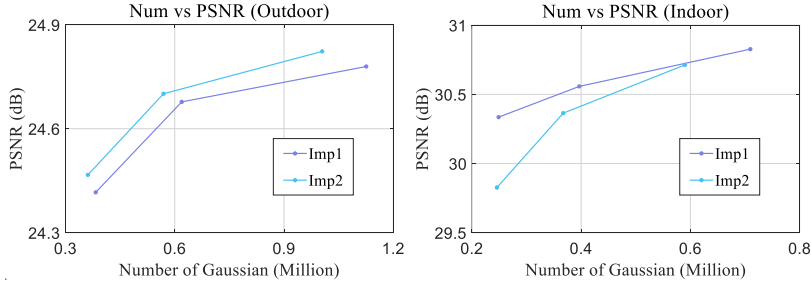 Num vs PSNR (Outdoor)
24.9
24.6
24.3
PSNR (dB)
Imp1
Imp2
0.3 0.6 0.9 1.2
Number of Gaussian (Million)
Num vs PSNR (Indoor)
31
30.5
30
29.5
PSNR (dB)
Imp1
Imp2
0.2 0.4 0.6 0.8
Number of Gaussian (Million)